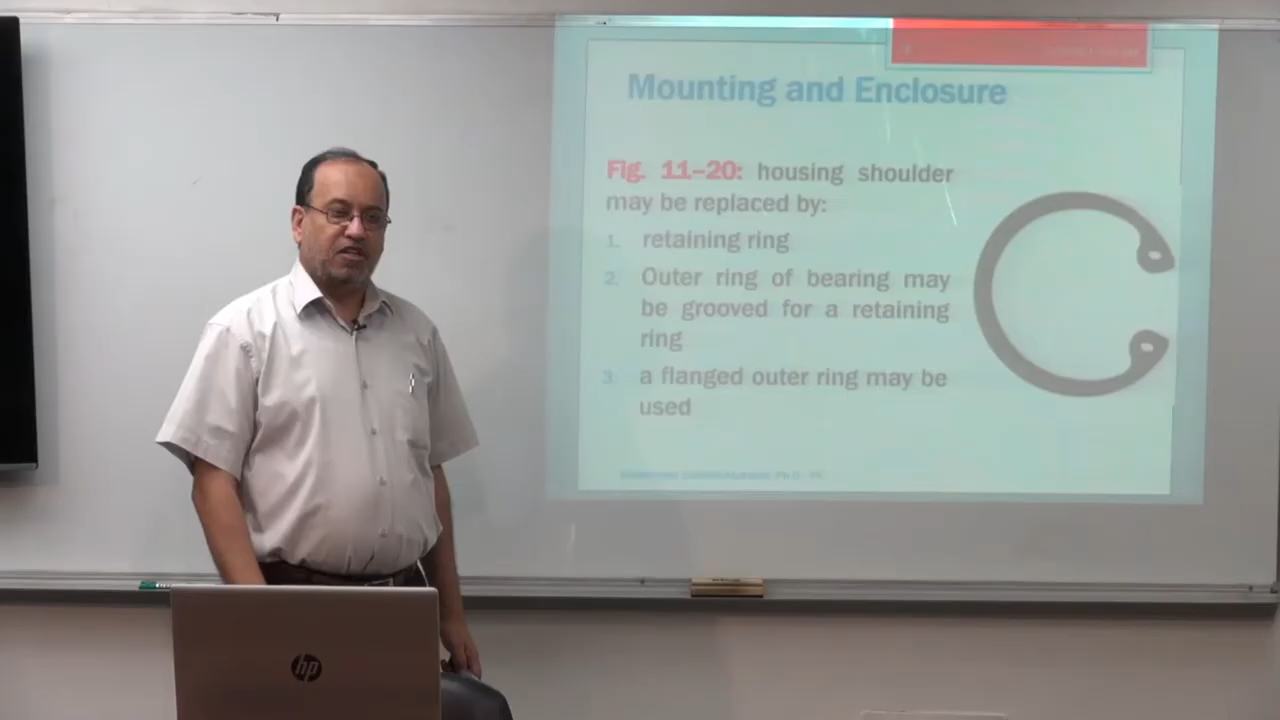 Mounting and Enclosure
Fig. 11–20: housing shoulder
may be replaced by:
1. retaining ring
2. Outer ring of bearing may
be grooved for a retaining
ring
3. a flanged outer ring may be
used
hp